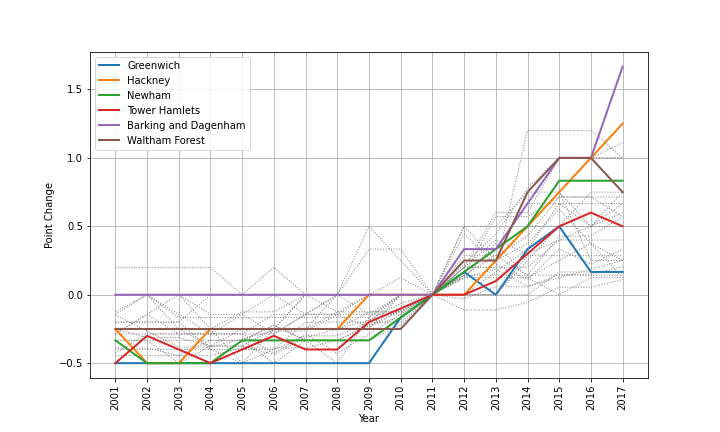 Greenwich
Hackney
Newham
Tower Hamlets
Barking and Dagenham
Waltham Forest
Point Change
1.5
1.0
0.5
0.0
−0.5
2001 2002 2003 2004 2005 2006 2007 2008 2009 2010 2011 2012 2013 2014 2015 2016 2017
Year